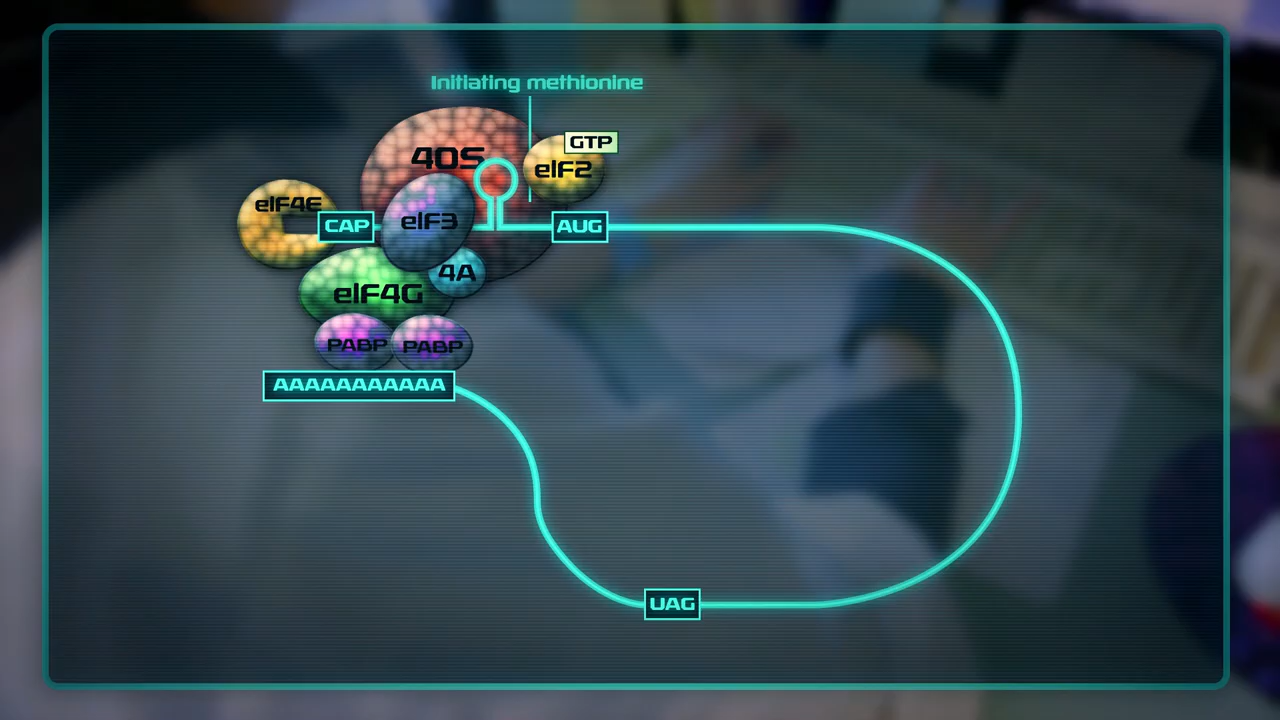 Initiating methionine
GTP
40S
eIF2
eIF4E
CAP
eIF3
AUG
4A
eIF4G
PABP
PABP
AAAAAAAAAAA
UAG